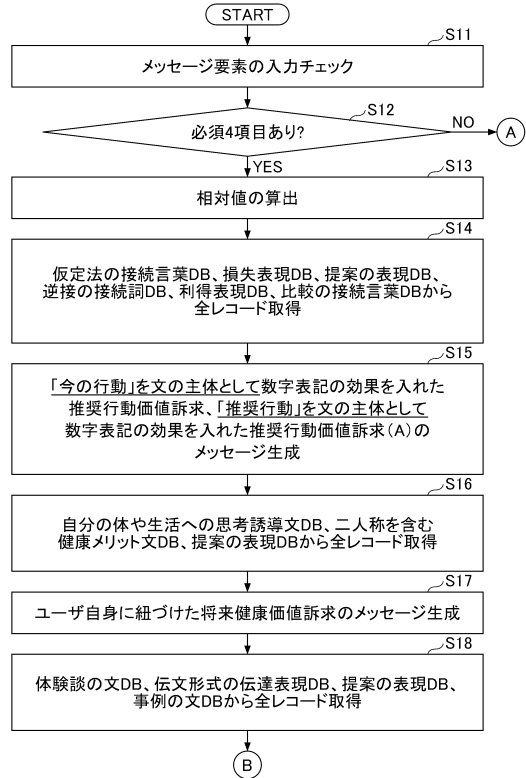 START
S11
メッセージ要素の入力チェック
S12
必須4項目あり?
NO
A
YES
S13
相対値の算出
S14
仮定法の接続言葉DB、損失表現DB、提案の表現DB、
逆接の接続詞DB、利得表現DB、比較の接続言葉DBから
全レコード取得
S15
「今の行動」を文の主体として数字表記の効果を入れた
推奨行動価値訴求、「推奨行動」を文の主体として
数字表記の効果を入れた推奨行動価値訴求(A)の
メッセージ生成
S16
自分の体や生活への思考誘導文DB、二人称を含む
健康メリット文DB、提案の表現DBから全レコード取得
S17
ユーザ自身に紐づけた将来健康価値訴求のメッセージ生成
S18
体験談の文DB、伝文形式の伝達表現DB、提案の表現DB、
事例の文DBから全レコード取得
B